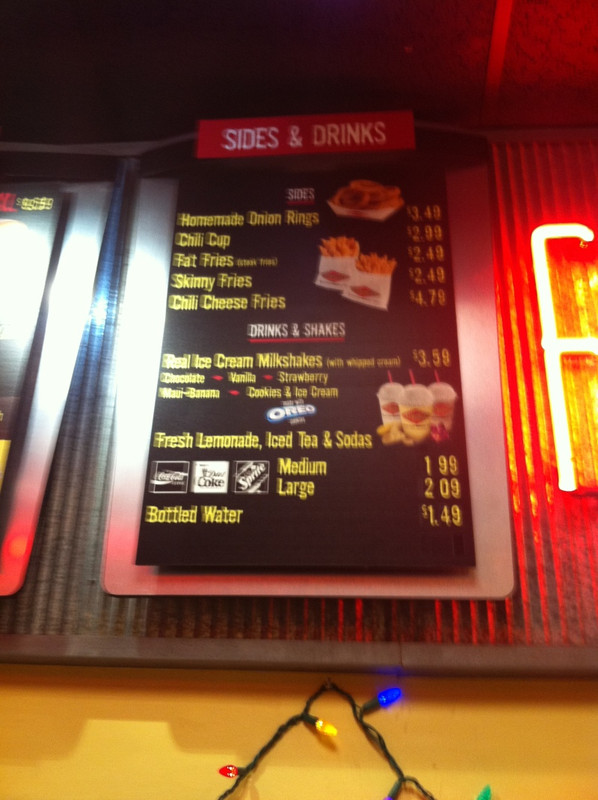 SIDES & DRINKS
SIDES
Homemade Onion Rings $3.49
Chili Cup $2.99
Fat Fries (steak fries) $2.49
Skinny Fries $2.49
Chili Cheese Fries $4.79
DRINKS & SHAKES
Real Ice Cream Milkshakes (with whipped cream) $3.59
Chocolate Vanilla Strawberry
Maui-Banana Cookies & Ice Cream
OREO
Fresh Lemonade, Iced Tea & Sodas
Coca-Cola Diet Coke Sprite
Medium 1 99
Large 2 09
Bottled Water $1.49